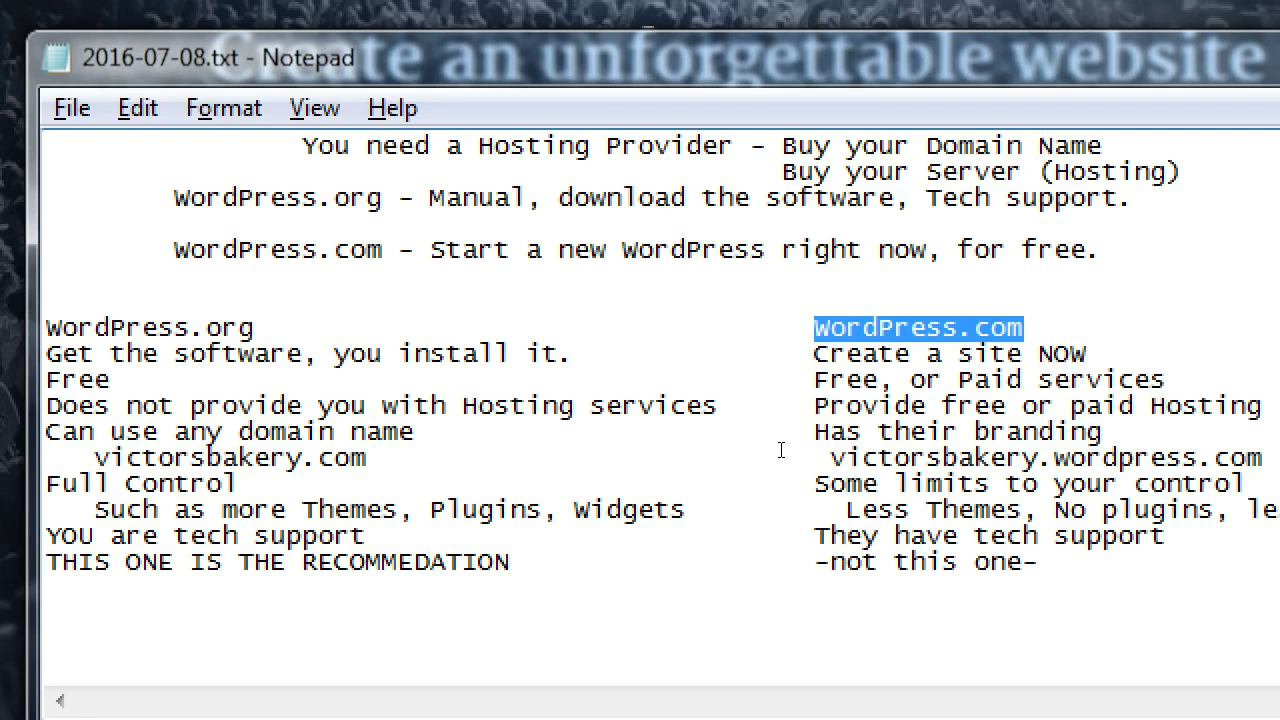 Create an unforgettable website
2016-07-08.txt - Notepad
File Edit Format View Help
You need a Hosting Provider - Buy your Domain Name
Buy your Server (Hosting)
WordPress.org - Manual, download the software, Tech support.
WordPress.com - Start a new WordPress right now, for free.
WordPress.org WordPress.com
Get the software, you install it. Create a site NOW
Free Free, or Paid services
Does not provide you with Hosting services Provide free or paid Hosting
Can use any domain name Has their branding
victorsbakery.com victorsbakery.wordpress.com
Full Control Some limits to your control
Such as more Themes, Plugins, Widgets Less Themes, No plugins,
YOU are tech support They have tech support
THIS ONE IS THE RECOMMEDATION -not this one-